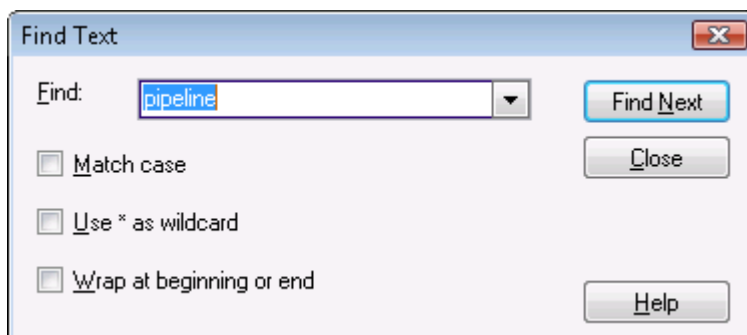 Find Text
Find: pipeline Find Next
Close
Match case
Use * as wildcard
Wrap at beginning or end
Help